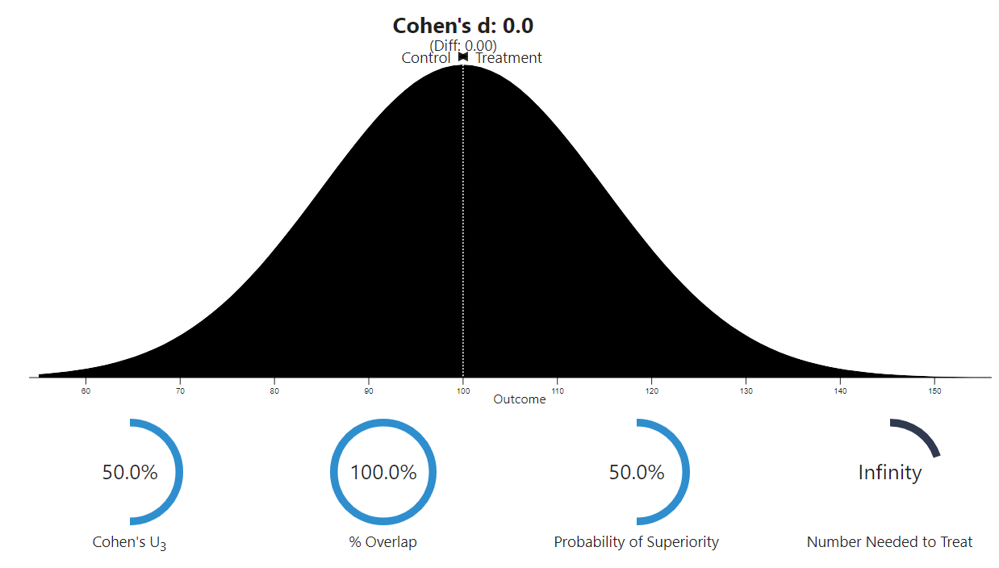 Cohen's d: 0.0
(Diff: 0.00)
Control Treatment
60 70 80 90 100 110 120 130 140 150
Outcome
50.0% 100.0% 50.0% Infinity
Cohen's U3 % Overlap Probability of Superiority Number Needed to Treat